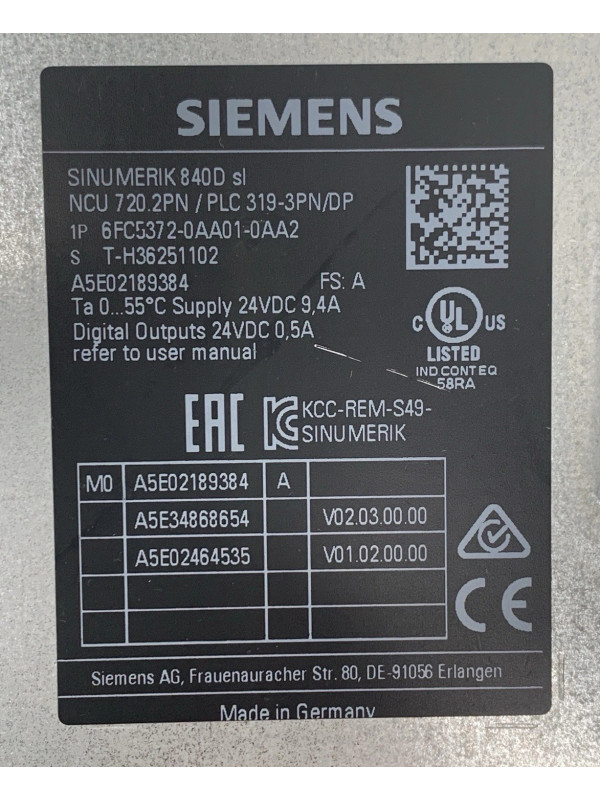 SIEMENS
SINUMERIK 840D sl
NCU 720.2PN / PLC 319-3PN/DP
1P 6FC5372-0AA01-0AA2
S T-H36251102
A5E02189384 FS: A
Ta 0...55°C Supply 24VDC 9,4A
Digital Outputs 24VDC 0,5A
refer to user manual
C UL US
LISTED
IND CONT EQ
58RA
EAC KCC-REM-S49-
SINUMERIK
M0 A5E02189384 A
A5E34868654 V02.03.00.00
A5E02464535 V01.02.00.00
CE
Siemens AG, Frauenauracher Str. 80, DE-91056 Erlangen
Made in Germany